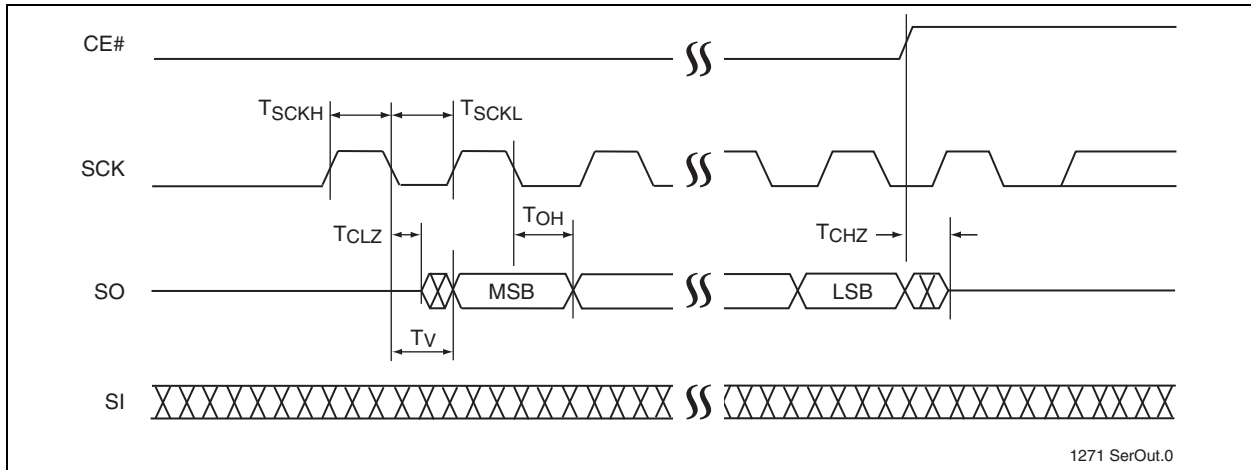 CE#
TSCKH
TSCKL
SCK
TOH
TCLZ
TCHZ
SO
MSB
LSB
TV
SI
1271 SerOut.0